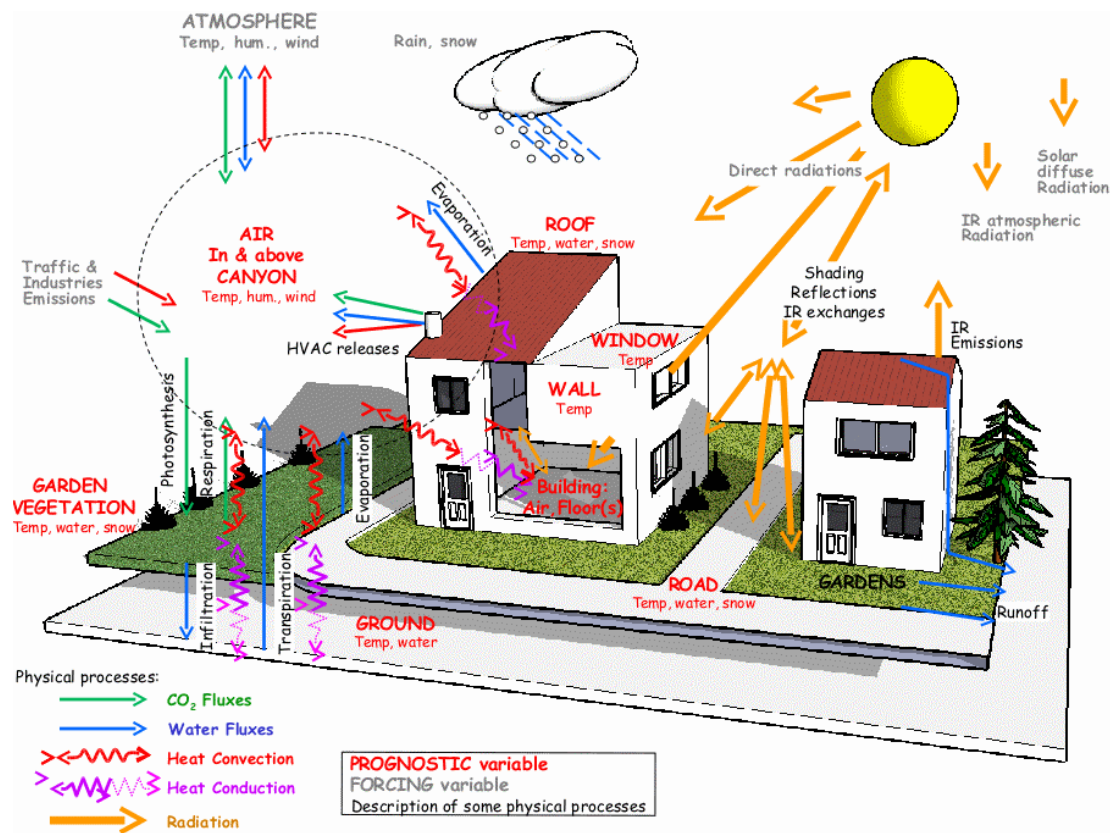 ATMOSPHERE
Temp, hum., wind
Rain, snow
Direct radiations
Solar
diffuse
Radiation
IR atmospheric
Radiation
Evaporation
ROOF
Temp, water, snow
AIR
In & above
CANYON
Temp, hum., wind
Traffic &
Industries
Emissions
HVAC releases
Shading
Reflections
IR exchanges
IR
Emissions
WINDOW
Temp
WALL
Temp
Photosynthesis
Respiration
Evaporation
GARDEN
VEGETATION
Temp, water, snow
Building:
Air, Floor(s)
Infiltration
Transpiration
GROUND
Temp, water
ROAD
Temp, water, snow
GARDENS
Runoff
Physical processes:
CO2 Fluxes
Water Fluxes
Heat Convection
Heat Conduction
Radiation
PROGNOSTIC variable
FORCING variable
Description of some physical processes